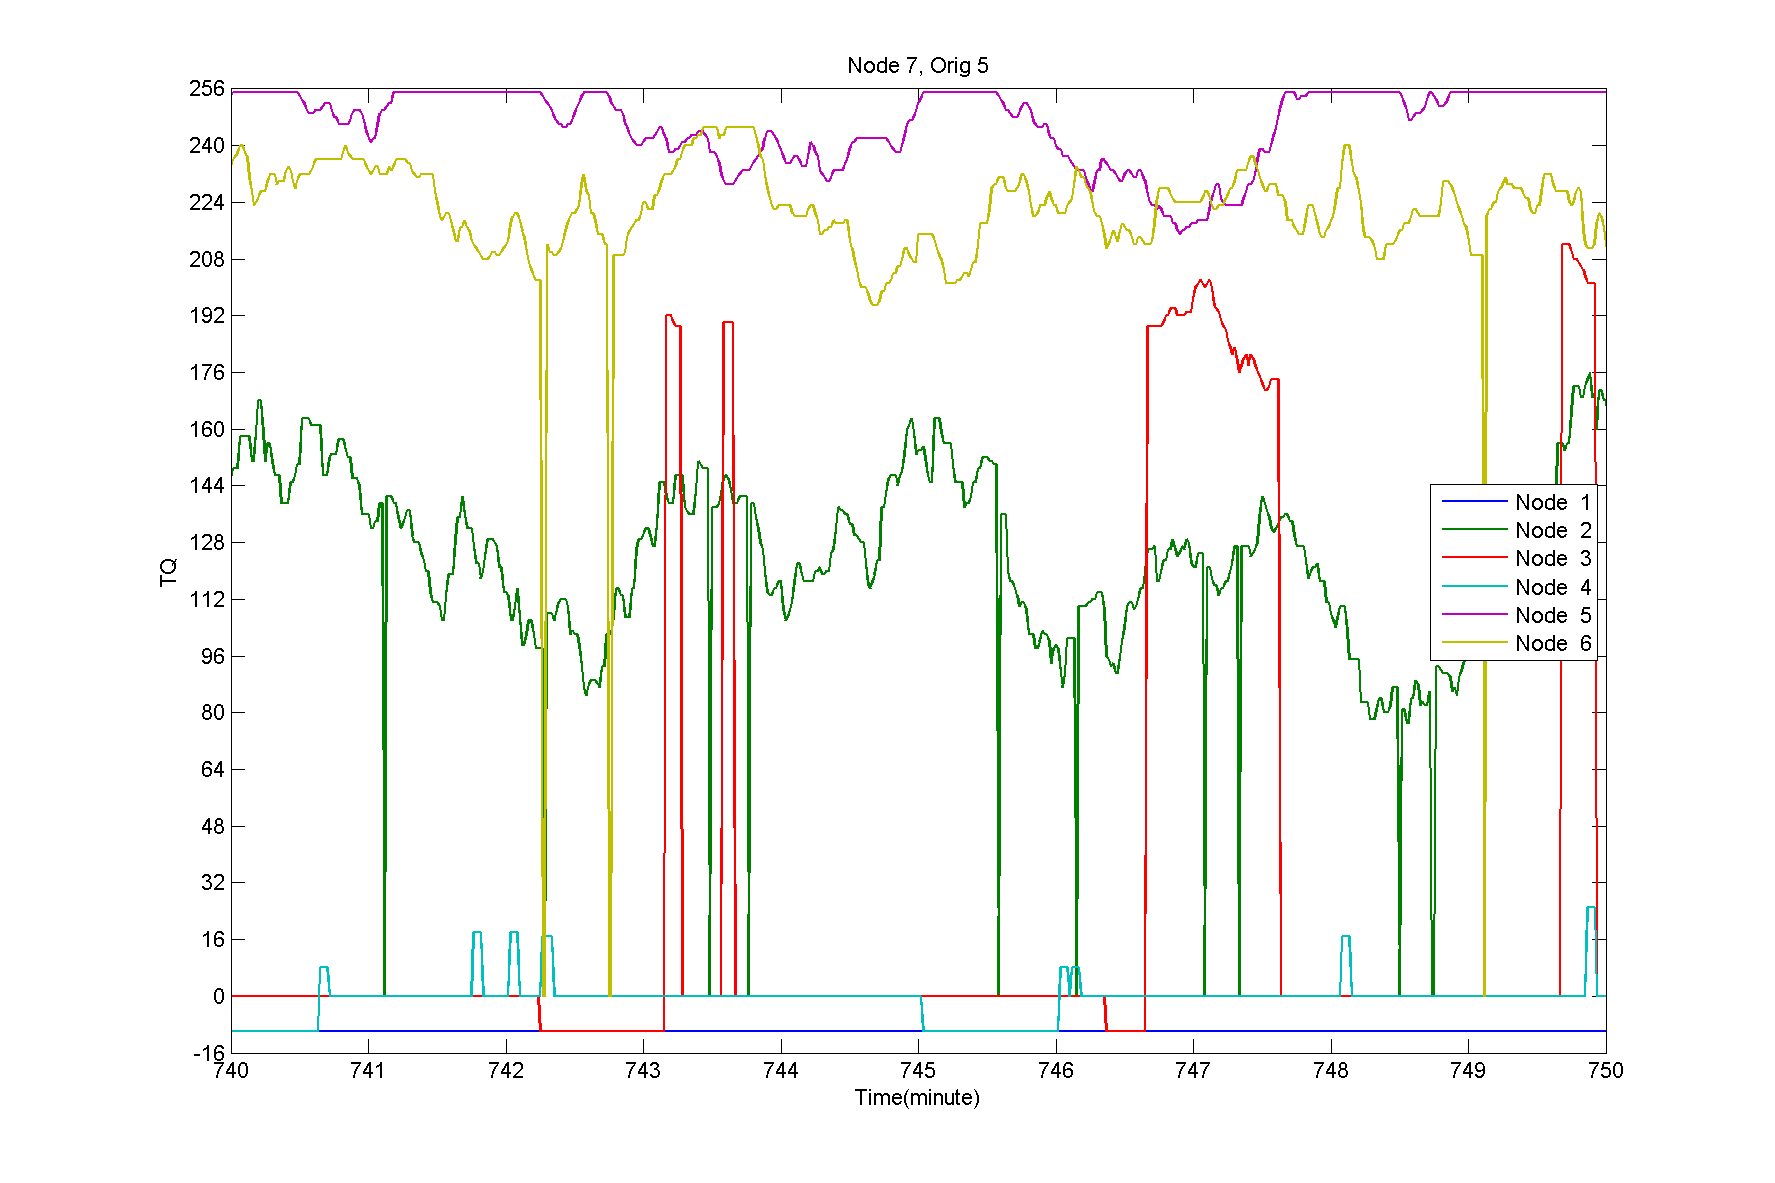 Node 7, Orig 5
256
240
224
208
192
176
160
144
128
112
96
80
64
48
32
16
0
-16
TQ
Node 1
Node 2
Node 3
Node 4
Node 5
Node 6
740 741 742 743 744 745 746 747 748 749 750
Time(minute)